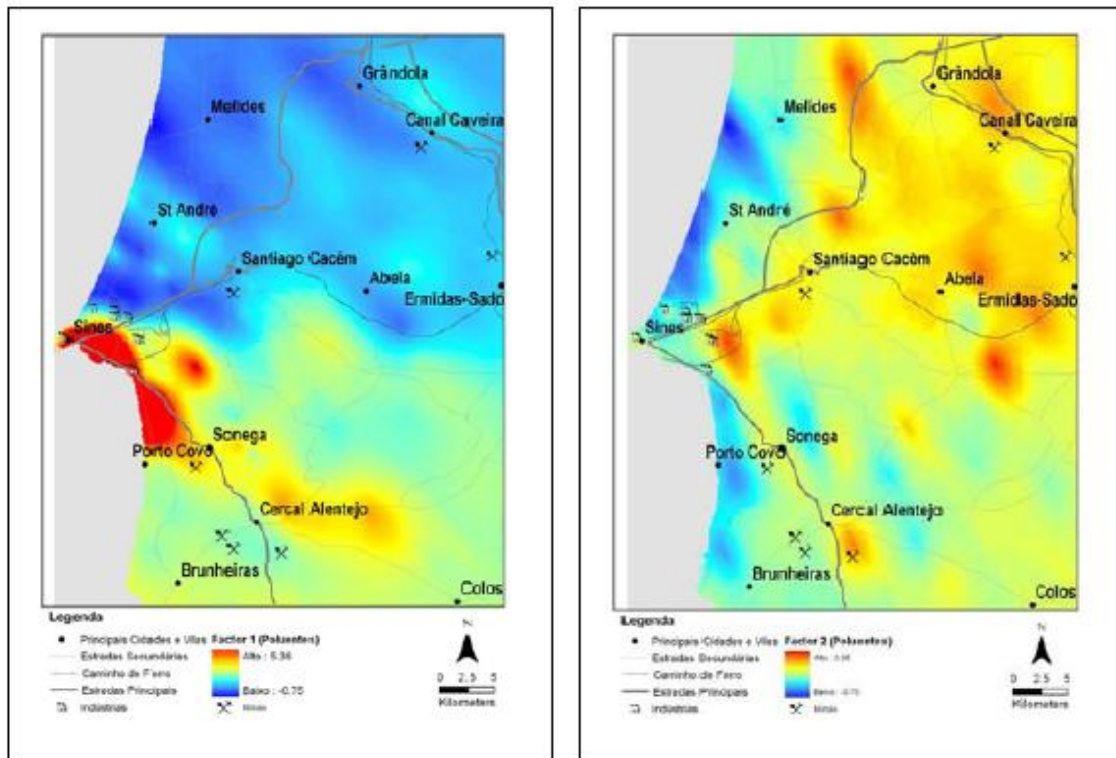 Grândola
Melides
Canal Caveira
St André
Santiago Cacém
Abela
Ermidas-Sado
Sines
Sonega
Porto Covo
Cercal Alentejo
Brunheiras
Colos
Legenda
Principais Cidades e Vilas
Estradas Secundárias
Caminho de Ferro
Estradas Principais
Indústrias
Factor 1 (Poluentes)
Alto : 5.36
Baixo : -0.75
Minas
N
0 2.5 5
Kilometers
Grândola
Melides
Canal Caveira
St André
Santiago Cacém
Abela
Ermidas-Sado
Sines
Sonega
Porto Covo
Cercal Alentejo
Brunheiras
Colos
Legenda
Principais Cidades e Vilas
Estradas Secundárias
Caminho de Ferro
Estradas Principais
Indústrias
Factor 2 (Poluentes)
Minas
N
0 2.5 5
Kilometers